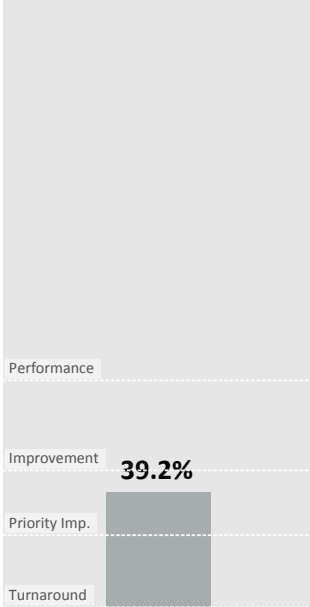 Performance
Improvement
39.2%
Priority Imp.
Turnaround